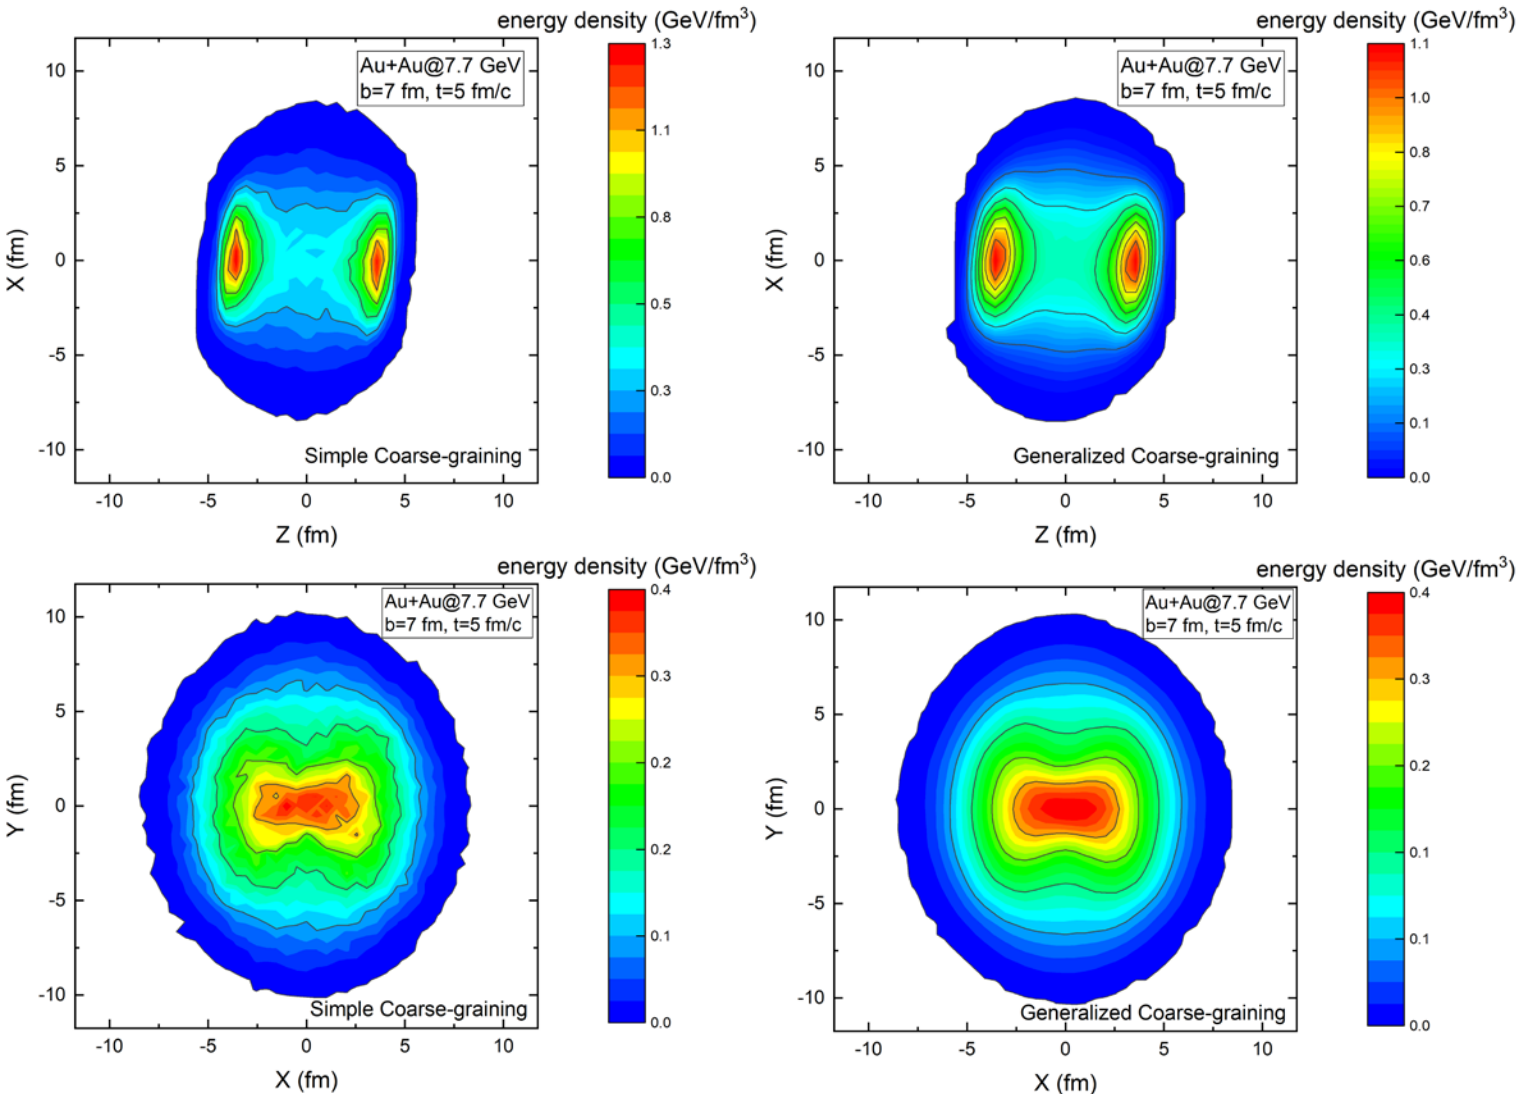 energy density (GeV/fm³)
Au+Au@7.7 GeV
b=7 fm, t=5 fm/c
Simple Coarse-graining
10
5
0
-5
-10
X (fm)
-10
-5
0
5
10
Z (fm)
1.3
1.1
0.8
0.5
0.3
0.0
energy density (GeV/fm³)
Au+Au@7.7 GeV
b=7 fm, t=5 fm/c
Generalized Coarse-graining
10
5
0
-5
-10
X (fm)
-10
-5
0
5
10
Z (fm)
1.1
1.0
0.8
0.6
0.3
0.1
0.0
energy density (GeV/fm³)
Au+Au@7.7 GeV
b=7 fm, t=5 fm/c
Simple Coarse-graining
10
5
0
-5
-10
Y (fm)
-10
-5
0
5
10
X (fm)
0.4
0.3
0.2
0.2
0.1
0.0
energy density (GeV/fm³)
Au+Au@7.7 GeV
b=7 fm, t=5 fm/c
Generalized Coarse-graining
10
5
0
-5
-10
Y (fm)
-10
-5
0
5
10
X (fm)
0.4
0.3
0.2
0.1
0.1
0.0